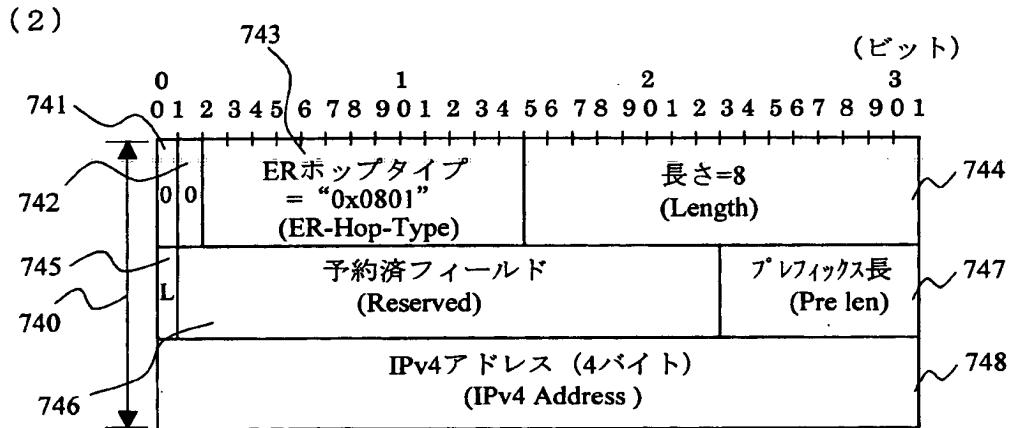 (2)
743
(ビット)
0 1 2 3
741
0 1 2 3 4 5 6 7 8 9 0 1 2 3 4 5 6 7 8 9 0 1 2 3 4 5 6 7 8 9 0 1
742
0 0
ERホップタイプ
= “0x0801”
(ER-Hop-Type)
長さ=8
(Length)
744
745
740
L
予約済フィールド
(Reserved)
プレフィックス長
(Pre len)
747
746
IPv4アドレス (4バイト)
(IPv4 Address )
748